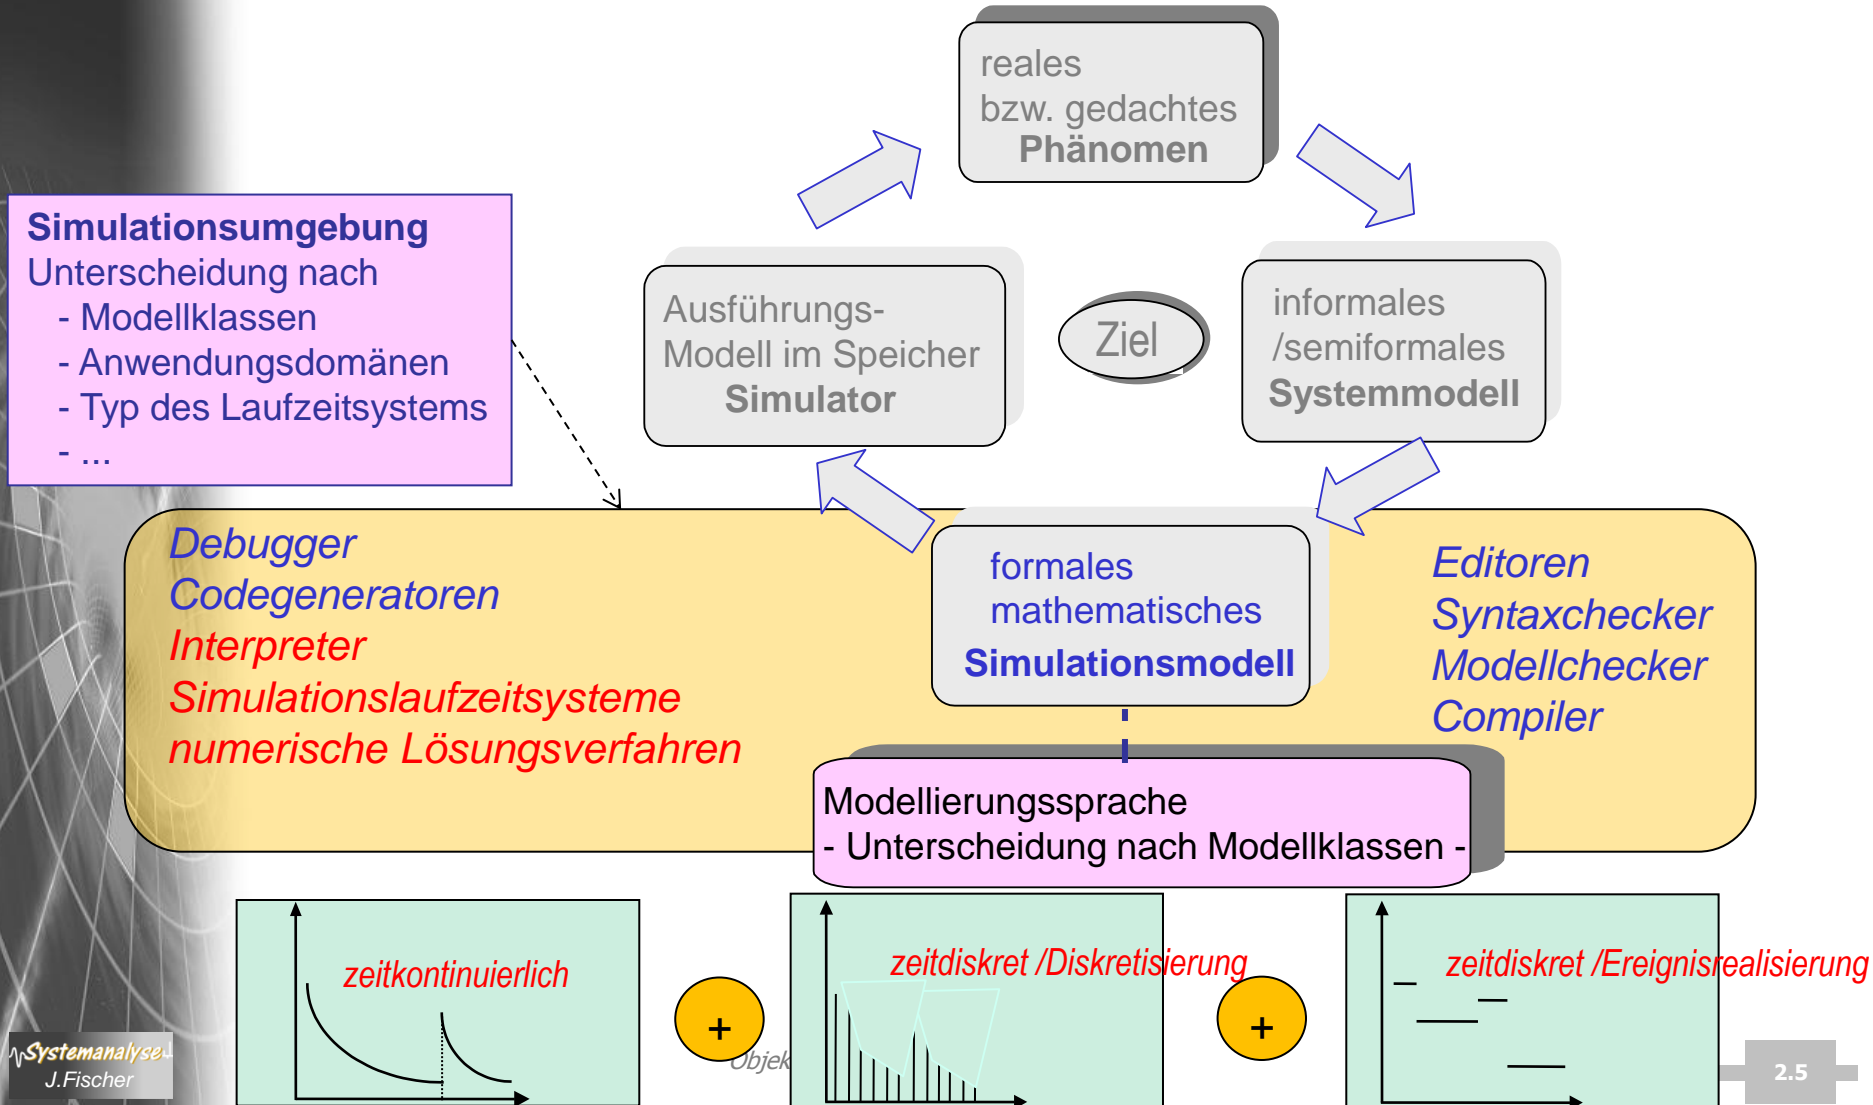 reales
bzw. gedachtes
Phänomen
Simulationsumgebung
Unterscheidung nach
- Modellklassen
- Anwendungsdomänen
- Typ des Laufzeitsystems
- ...
Ausführungs-
Modell im Speicher
Simulator
Ziel
informales
/semiformales
Systemmodell
Debugger
Codegeneratoren
Interpreter
Simulationslaufzeitsysteme
numerische Lösungsverfahren
formales
mathematisches
Simulationsmodell
Editoren
Syntaxchecker
Modellchecker
Compiler
Modellierungssprache
- Unterscheidung nach Modellklassen -
zeitkontinuierlich
+
zeitdiskret /Diskretisierung
+
zeitdiskret /Ereignisrealisierung
Systemanalyse
J.Fischer
Objek
2.5